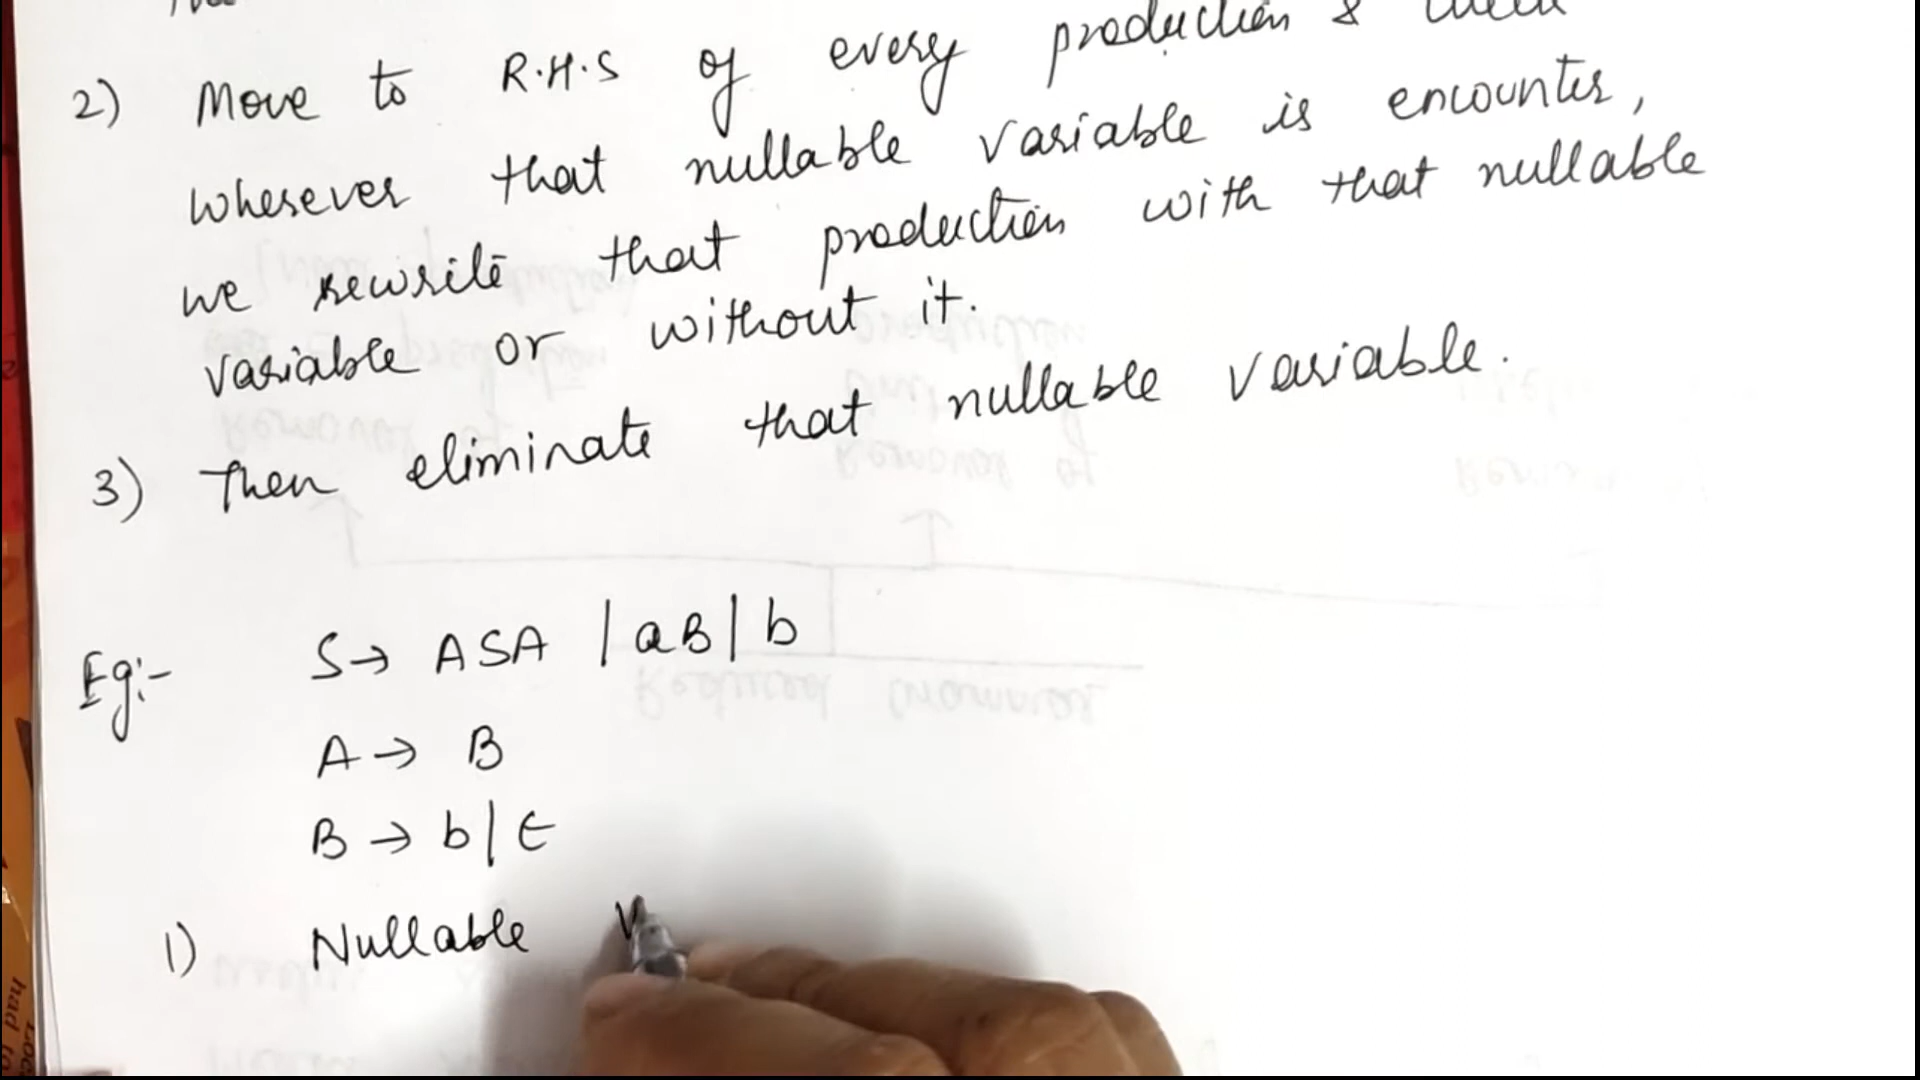 2) Move to R.H.S of every production &
wherever that nullable variable is encounter,
we rewrite that production with that nullable
variable or without it.
3) Then eliminate that nullable variable.
Eg:- S→ ASA | aB | b
A → B
B → b | ϵ
1) Nullable